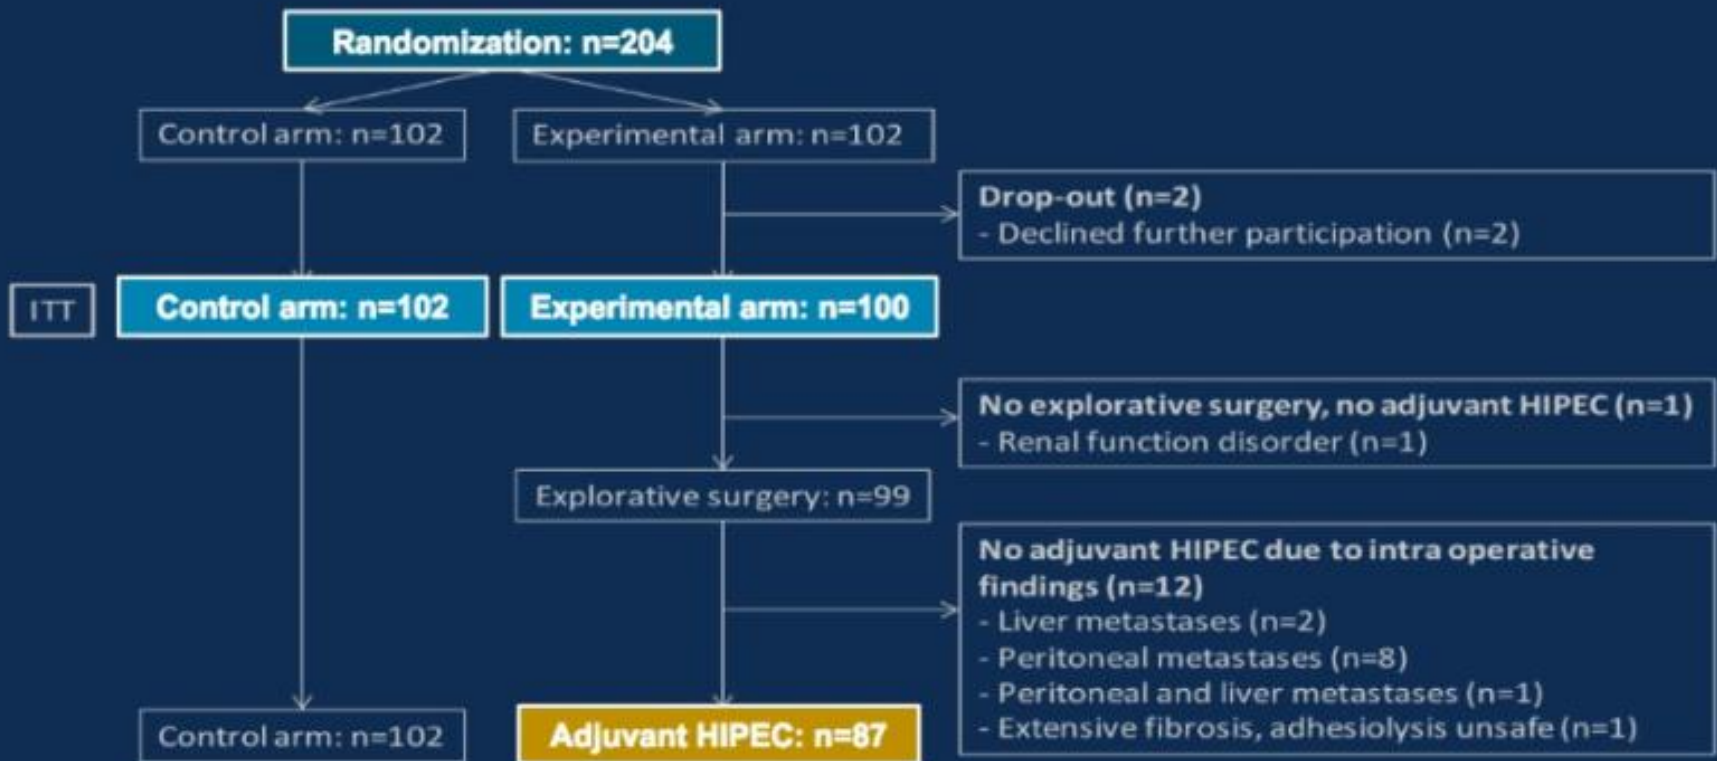 Randomization: n=204
Control arm: n=102
Experimental arm: n=102
Drop-out (n=2)
- Declined further participation (n=2)
ITT
Control arm: n=102
Experimental arm: n=100
No explorative surgery, no adjuvant HIPEC (n=1)
- Renal function disorder (n=1)
Explorative surgery: n=99
No adjuvant HIPEC due to intra operative
findings (n=12)
- Liver metastases (n=2)
- Peritoneal metastases (n=8)
- Peritoneal and liver metastases (n=1)
- Extensive fibrosis, adhesiolysis unsafe (n=1)
Control arm: n=102
Adjuvant HIPEC: n=87